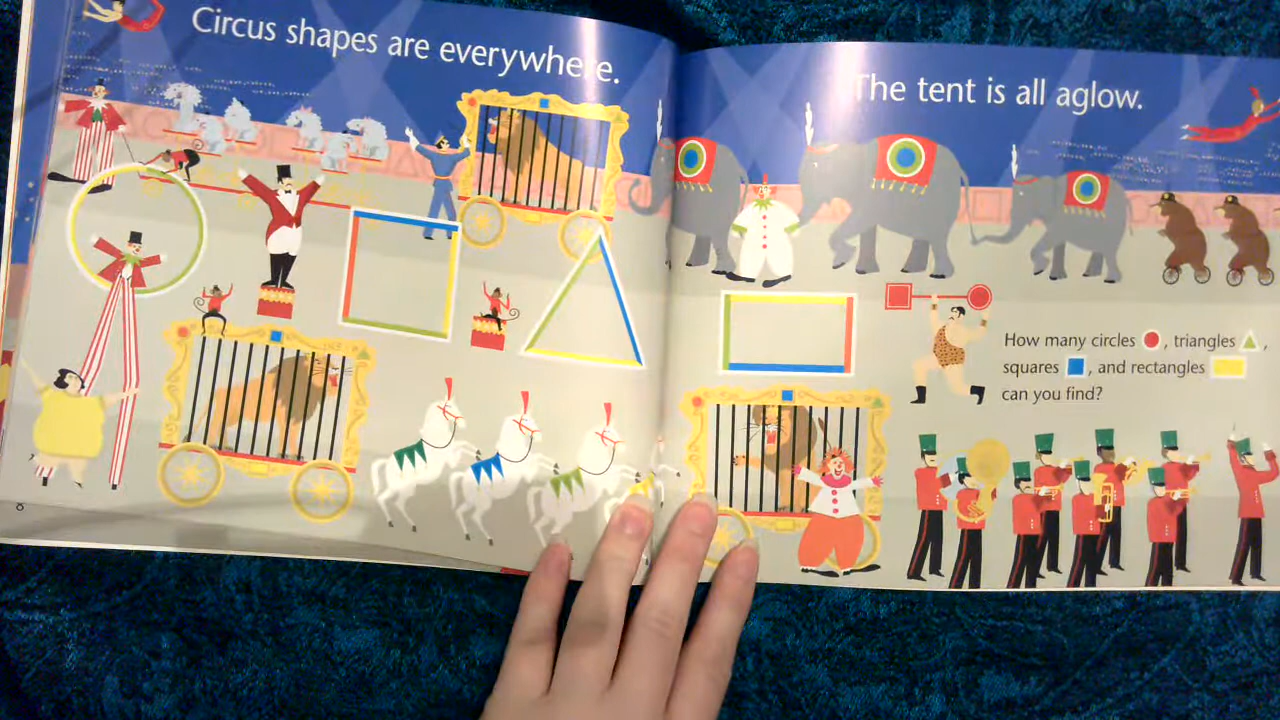 Circus shapes are everywhere.
The tent is all aglow.
How many circles , triangles ,
squares , and rectangles
can you find?
8